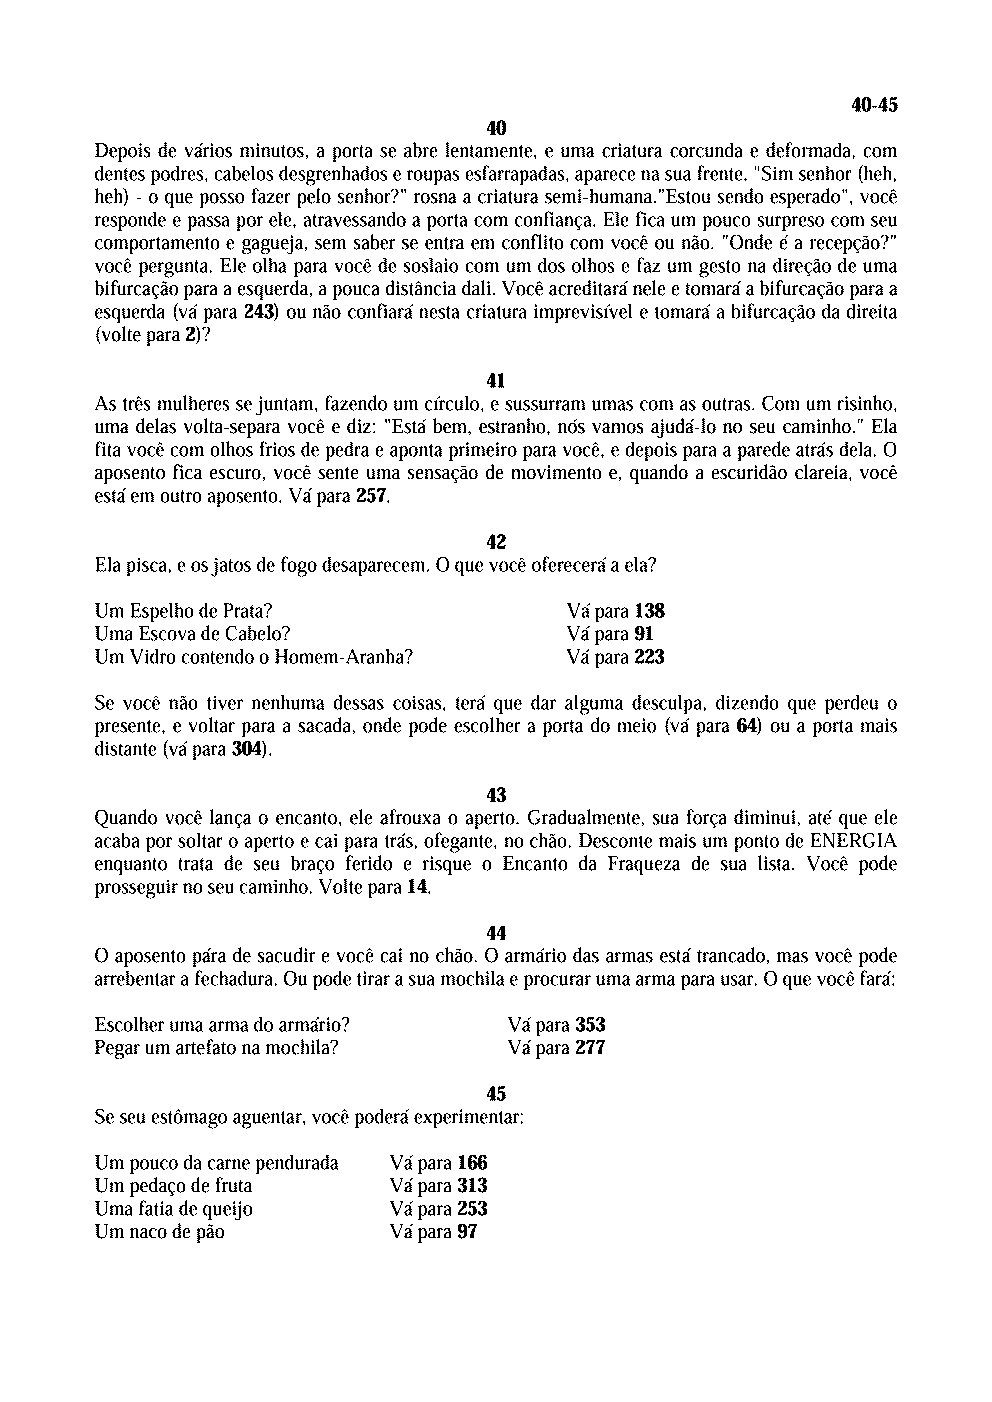 40-45
40
Depois de vários minutos, a porta se abre lentamente, e uma criatura corcunda e deformada, com
dentes podres, cabelos desgrenhados e roupas esfarrapadas, aparece na sua frente. "Sim senhor (heh,
heh) - o que posso fazer pelo senhor?" rosna a criatura semi-humana."Estou sendo esperado", você
responde e passa por ele, atravessando a porta com confiança. Ele fica um pouco surpreso com seu
comportamento e gagueja, sem saber se entra em conflito com você ou não. "Onde é a recepção?"
você pergunta. Ele olha para você de soslaio com um dos olhos e faz um gesto na direção de uma
bifurcação para a esquerda, a pouca distância dali. Você acreditará nele e tomará a bifurcação para a
esquerda (vá para 243) ou não confiará nesta criatura imprevisível e tomará a bifurcação da direita
(volte para 2)?
41
As três mulheres se juntam, fazendo um círculo, e sussurram umas com as outras. Com um risinho,
uma delas volta-separa você e diz: "Está bem, estranho, nós vamos ajudá-lo no seu caminho." Ela
fita você com olhos frios de pedra e aponta primeiro para você, e depois para a parede atrás dela. O
aposento fica escuro, você sente uma sensação de movimento e, quando a escuridão clareia, você
está em outro aposento. Vá para 257.
42
Ela pisca, e os jatos de fogo desaparecem. O que você oferecerá a ela?
Um Espelho de Prata? Vá para 138
Uma Escova de Cabelo? Vá para 91
Um Vidro contendo o Homem-Aranha? Vá para 223
Se você não tiver nenhuma dessas coisas, terá que dar alguma desculpa, dizendo que perdeu o
presente, e voltar para a sacada, onde pode escolher a porta do meio (vá para 64) ou a porta mais
distante (vá para 304).
43
Quando você lança o encanto, ele afrouxa o aperto. Gradualmente, sua força diminui, até que ele
acaba por soltar o aperto e cai para trás, ofegante, no chão. Desconte mais um ponto de ENERGIA
enquanto trata de seu braço ferido e risque o Encanto da Fraqueza de sua lista. Você pode
prosseguir no seu caminho. Volte para 14.
44
O aposento pára de sacudir e você cai no chão. O armário das armas está trancado, mas você pode
arrebentar a fechadura. Ou pode tirar a sua mochila e procurar uma arma para usar. O que você fará:
Escolher uma arma do armário? Vá para 353
Pegar um artefato na mochila? Vá para 277
45
Se seu estômago aguentar, você poderá experimentar:
Um pouco da carne pendurada Vá para 166
Um pedaço de fruta Vá para 313
Uma fatia de queijo Vá para 253
Um naco de pão Vá para 97